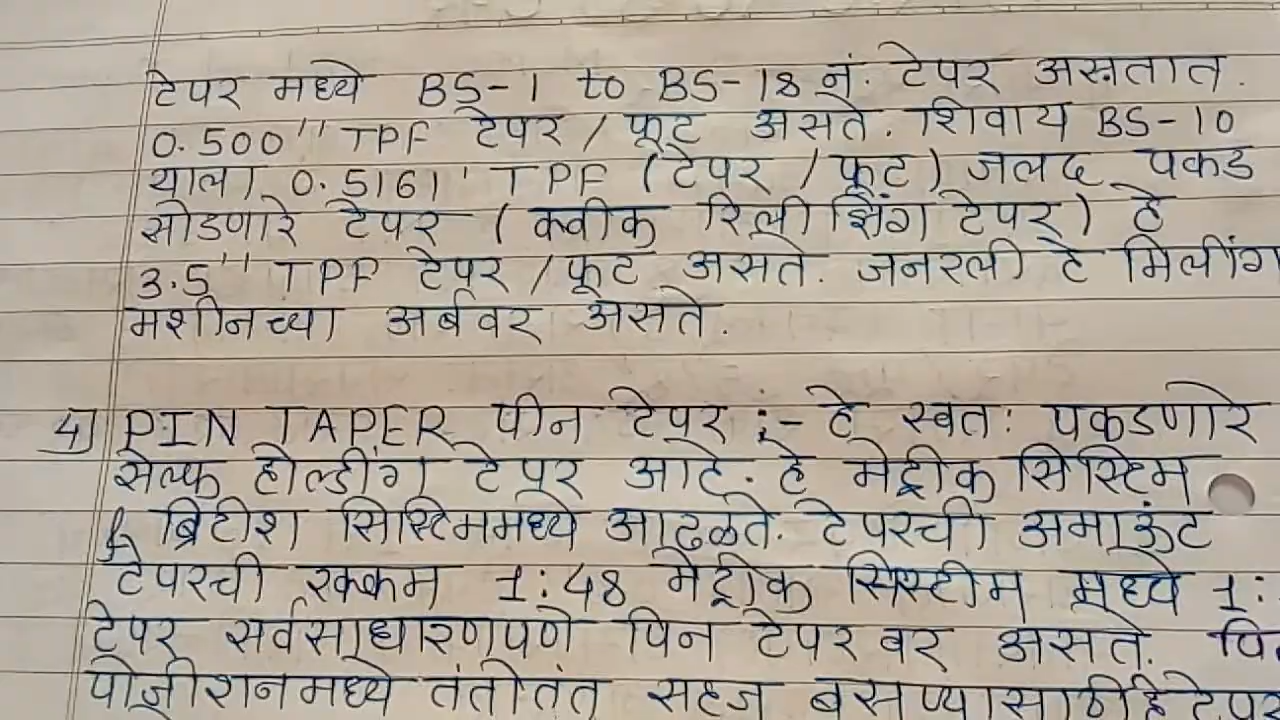 टेपर मध्ये BS-1 to BS-18 नं. टेपर असतात.
0.500'' TPF टेपर / फूट असते. शिवाय BS-10
याला 0.5161' TPF (टेपर / फूट) जलद पकड
सोडणारे टेपर ( क्वीक रिलीझिंग टेपर) हे
3.5'' TPF टेपर / फूट असते. जनरली हे मिलींग
मशीनच्या अर्बवर असते.
4) PIN TAPER पीन टेपर :- हे स्वतः पकडणारे
सेल्फ होल्डींग टेपर आहे. हे मेट्रीक सिस्टिम
& ब्रिटीश सिस्टिममध्ये आढळते. टेपरची अमाऊंट
टेपरची रक्कम 1:48 मेट्रीक सिस्टीम मध्ये 1:
टेपर सर्वसाधारणपणे पिन टेपर वर असते.
पोझीशनमध्ये तंतोतंत सहज बसण्यासाठी हे टेपर